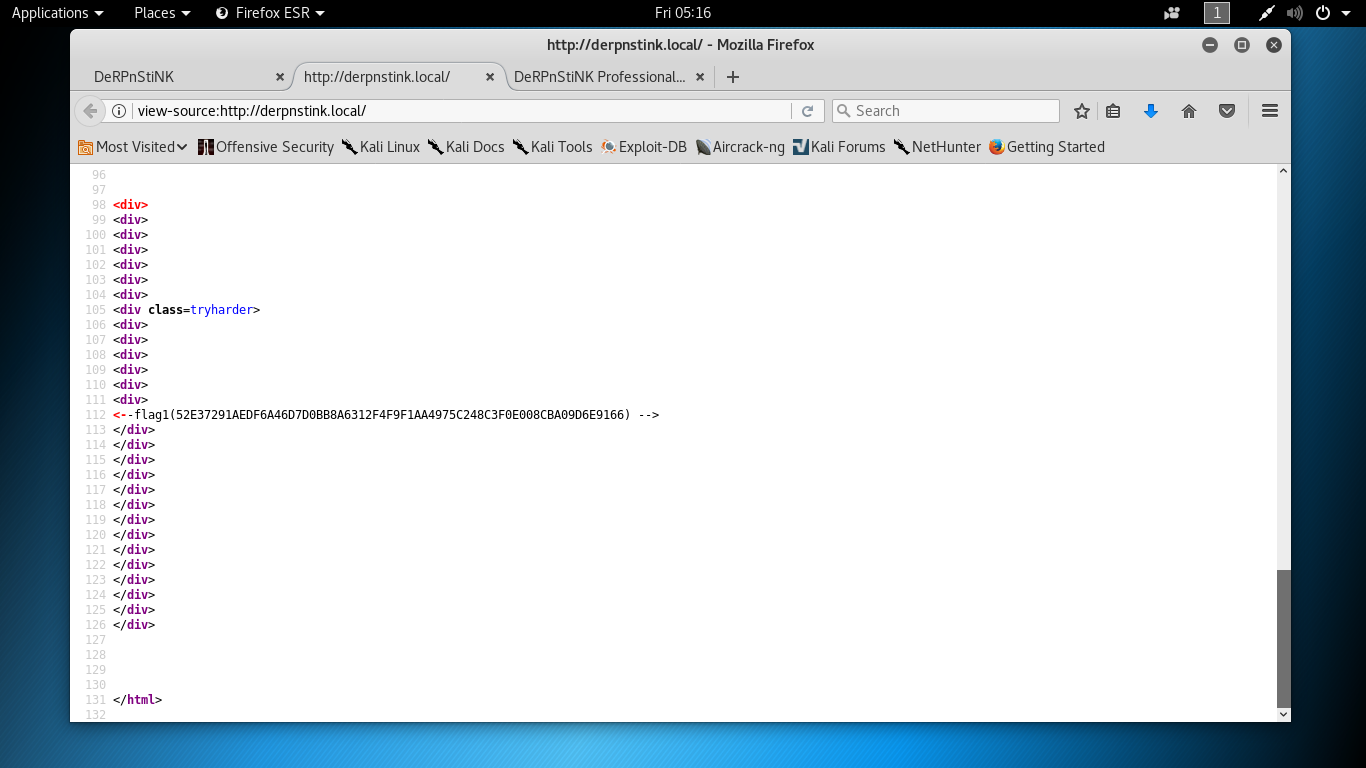 Applications Places Firefox ESR Fri 05:16 1
http://derpnstink.local/ - Mozilla Firefox
DeRPnStiNK http://derpnstink.local/ DeRPnStiNK Professional...
view-source:http://derpnstink.local/ Search
Most Visited Offensive Security Kali Linux Kali Docs Kali Tools Exploit-DB Aircrack-ng Kali Forums NetHunter Getting Started
96
97
98 <div>
99 <div>
100 <div>
101 <div>
102 <div>
103 <div>
104 <div>
105 <div class=tryharder>
106 <div>
107 <div>
108 <div>
109 <div>
110 <div>
111 <div>
112 <--flag1(52E37291AEDF6A46D7D0BB8A6312F4F9F1AA4975C248C3F0E008CBA09D6E9166) -->
113 </div>
114 </div>
115 </div>
116 </div>
117 </div>
118 </div>
119 </div>
120 </div>
121 </div>
122 </div>
123 </div>
124 </div>
125 </div>
126 </div>
127
128
129
130
131 </html>
132